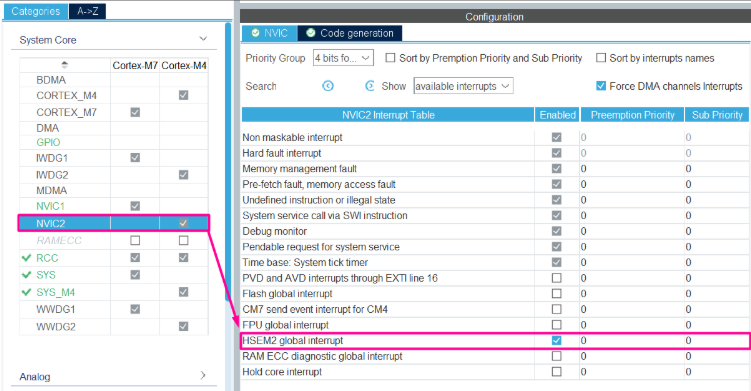 Categories A->Z
System Core
Cortex-M7 Cortex-M4
BDMA
CORTEX_M4
CORTEX_M7
DMA
GPIO
IWDG1
IWDG2
MDMA
NVIC1
NVIC2
RAMECC
RCC
SYS
SYS_M4
WWDG1
WWDG2
Analog
Configuration
NVIC Code generation
Priority Group 4 bits fo... Sort by Premption Priority and Sub Priority Sort by interrupts names
Search Show available interrupts Force DMA channels Interrupts
NVIC2 Interrupt Table Enabled Preemption Priority Sub Priority
Non maskable interrupt 0 0
Hard fault interrupt 0 0
Memory management fault 0 0
Pre-fetch fault, memory access fault 0 0
Undefined instruction or illegal state 0 0
System service call via SWI instruction 0 0
Debug monitor 0 0
Pendable request for system service 0 0
Time base: System tick timer 0 0
PVD and AVD interrupts through EXTI line 16 0 0
Flash global interrupt 0 0
CM7 send event interrupt for CM4 0 0
FPU global interrupt 0 0
HSEM2 global interrupt 0 0
RAM ECC diagnostic global interrupt 0 0
Hold core interrupt 0 0